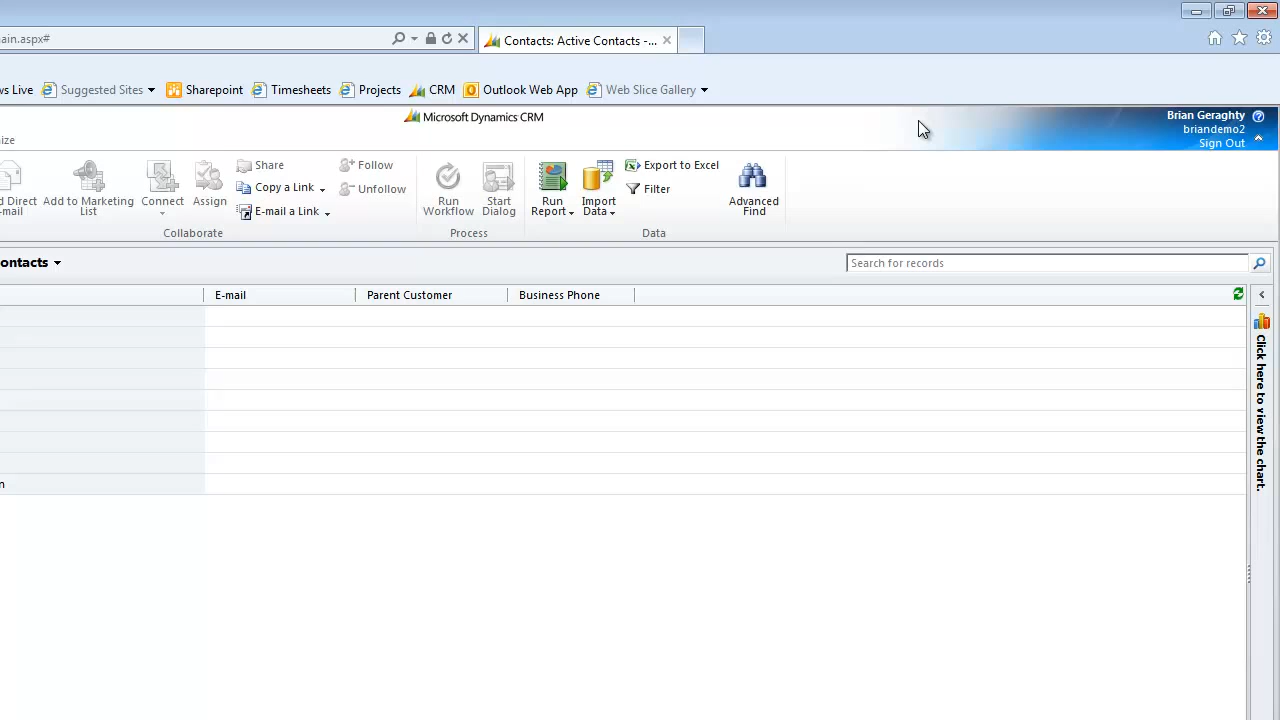 ain.aspx#
Contacts: Active Contacts -...
ws Live
Suggested Sites
Sharepoint
Timesheets
Projects
CRM
Outlook Web App
Web Slice Gallery
Microsoft Dynamics CRM
Brian Geraghty
briandemo2
Sign Out
ize
d Direct
-mail
Add to Marketing
List
Connect
Assign
Share
Copy a Link
E-mail a Link
Follow
Unfollow
Run
Workflow
Start
Dialog
Run
Report
Import
Data
Export to Excel
Filter
Advanced
Find
Collaborate
Process
Data
ontacts
Search for records
E-mail
Parent Customer
Business Phone
Click here to view the chart.
n